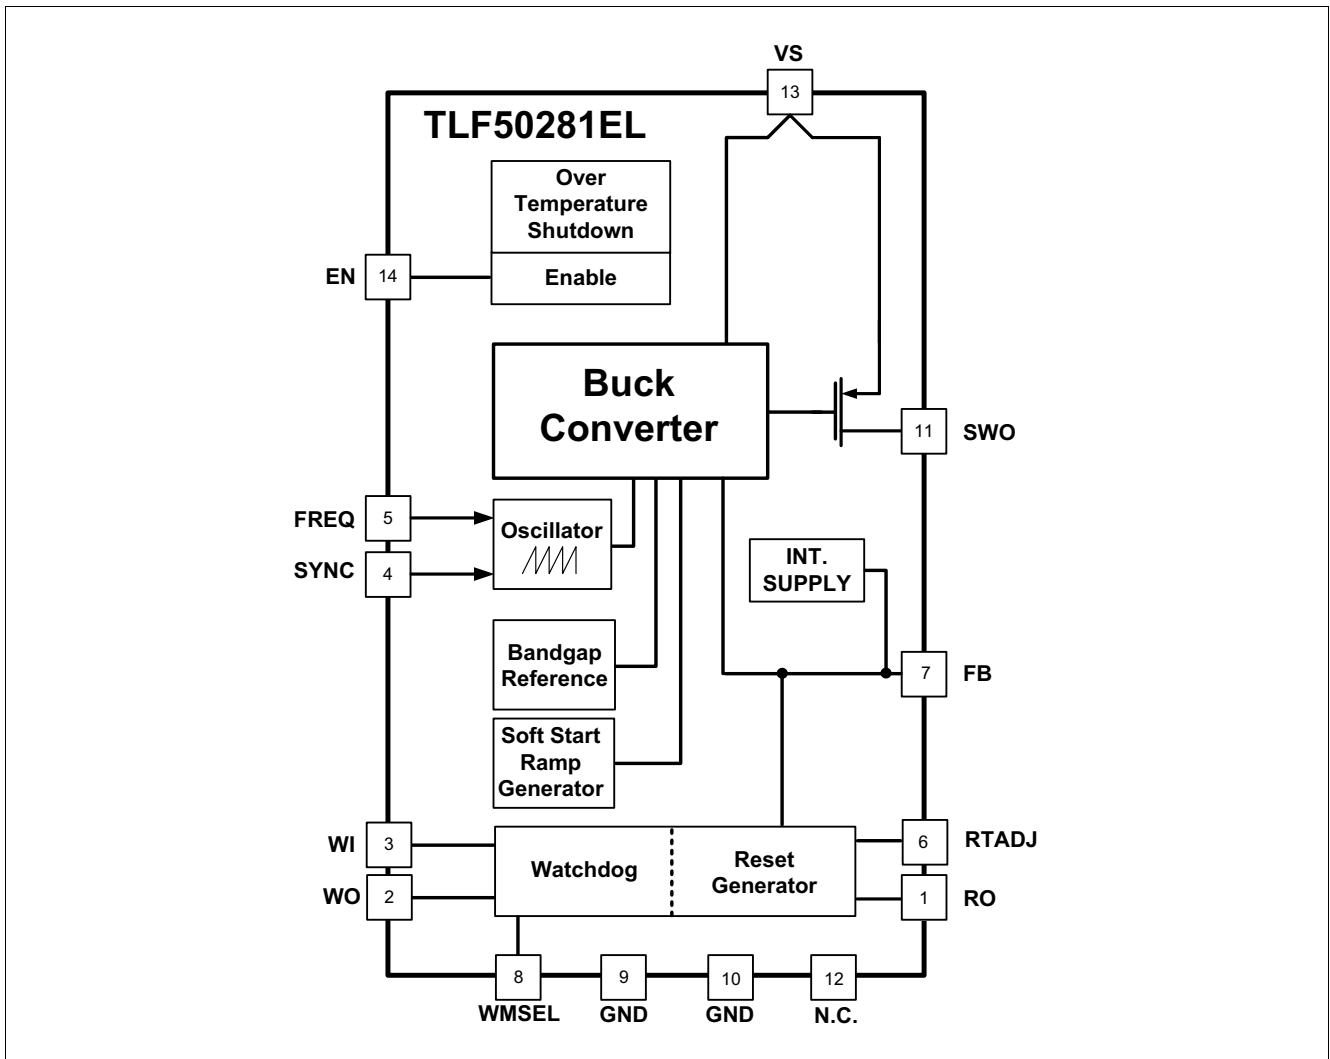 VS
13
TLF50281EL
Over
Temperature
Shutdown
EN
14
Enable
Buck
Converter
11
SWO
FREQ
5
Oscillator
SYNC
4
INT.
SUPPLY
Bandgap
Reference
7
FB
Soft Start
Ramp
Generator
WI
3
Watchdog
Reset
Generator
6
RTADJ
WO
2
1
RO
8
9
10
12
WMSEL
GND
GND
N.C.